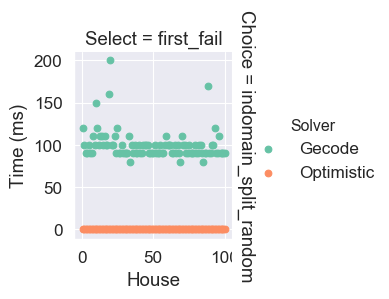 Select = first_fail
Time (ms)
200
150
100
50
0
0
50
100
House
Choice = indomain_split_random
Solver
Gecode
Optimistic